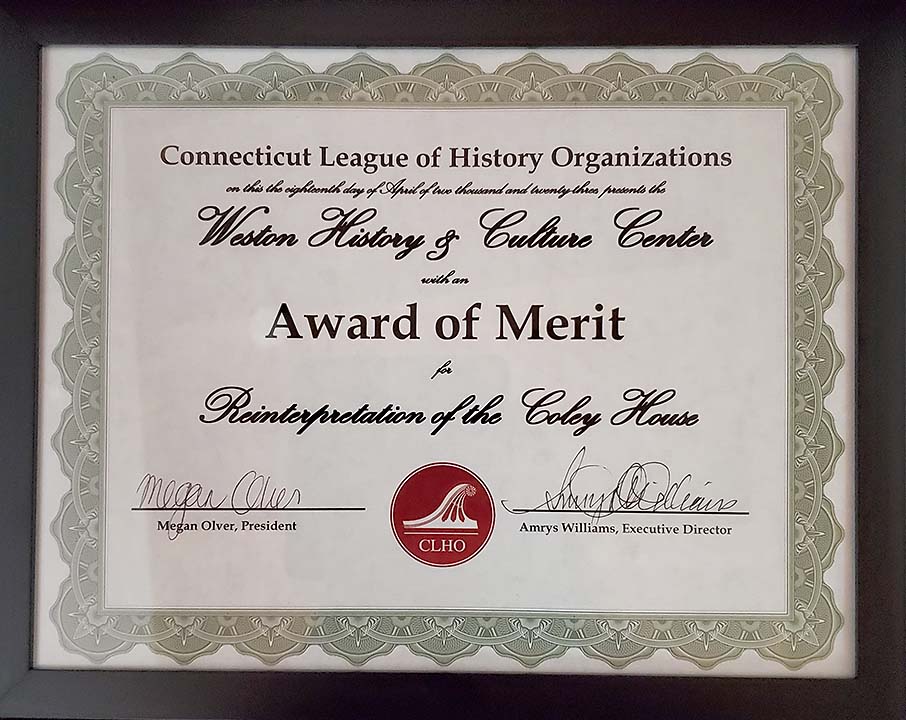 Connecticut League of History Organizations
on this the eighteenth day of April of two thousand and twenty-three, presents the
Weston History & Culture Center
with an
Award of Merit
for
Reinterpretation of the Coley House
Megan Olver
Megan Olver, President
CLHO
Amrys Williams
Amrys Williams, Executive Director